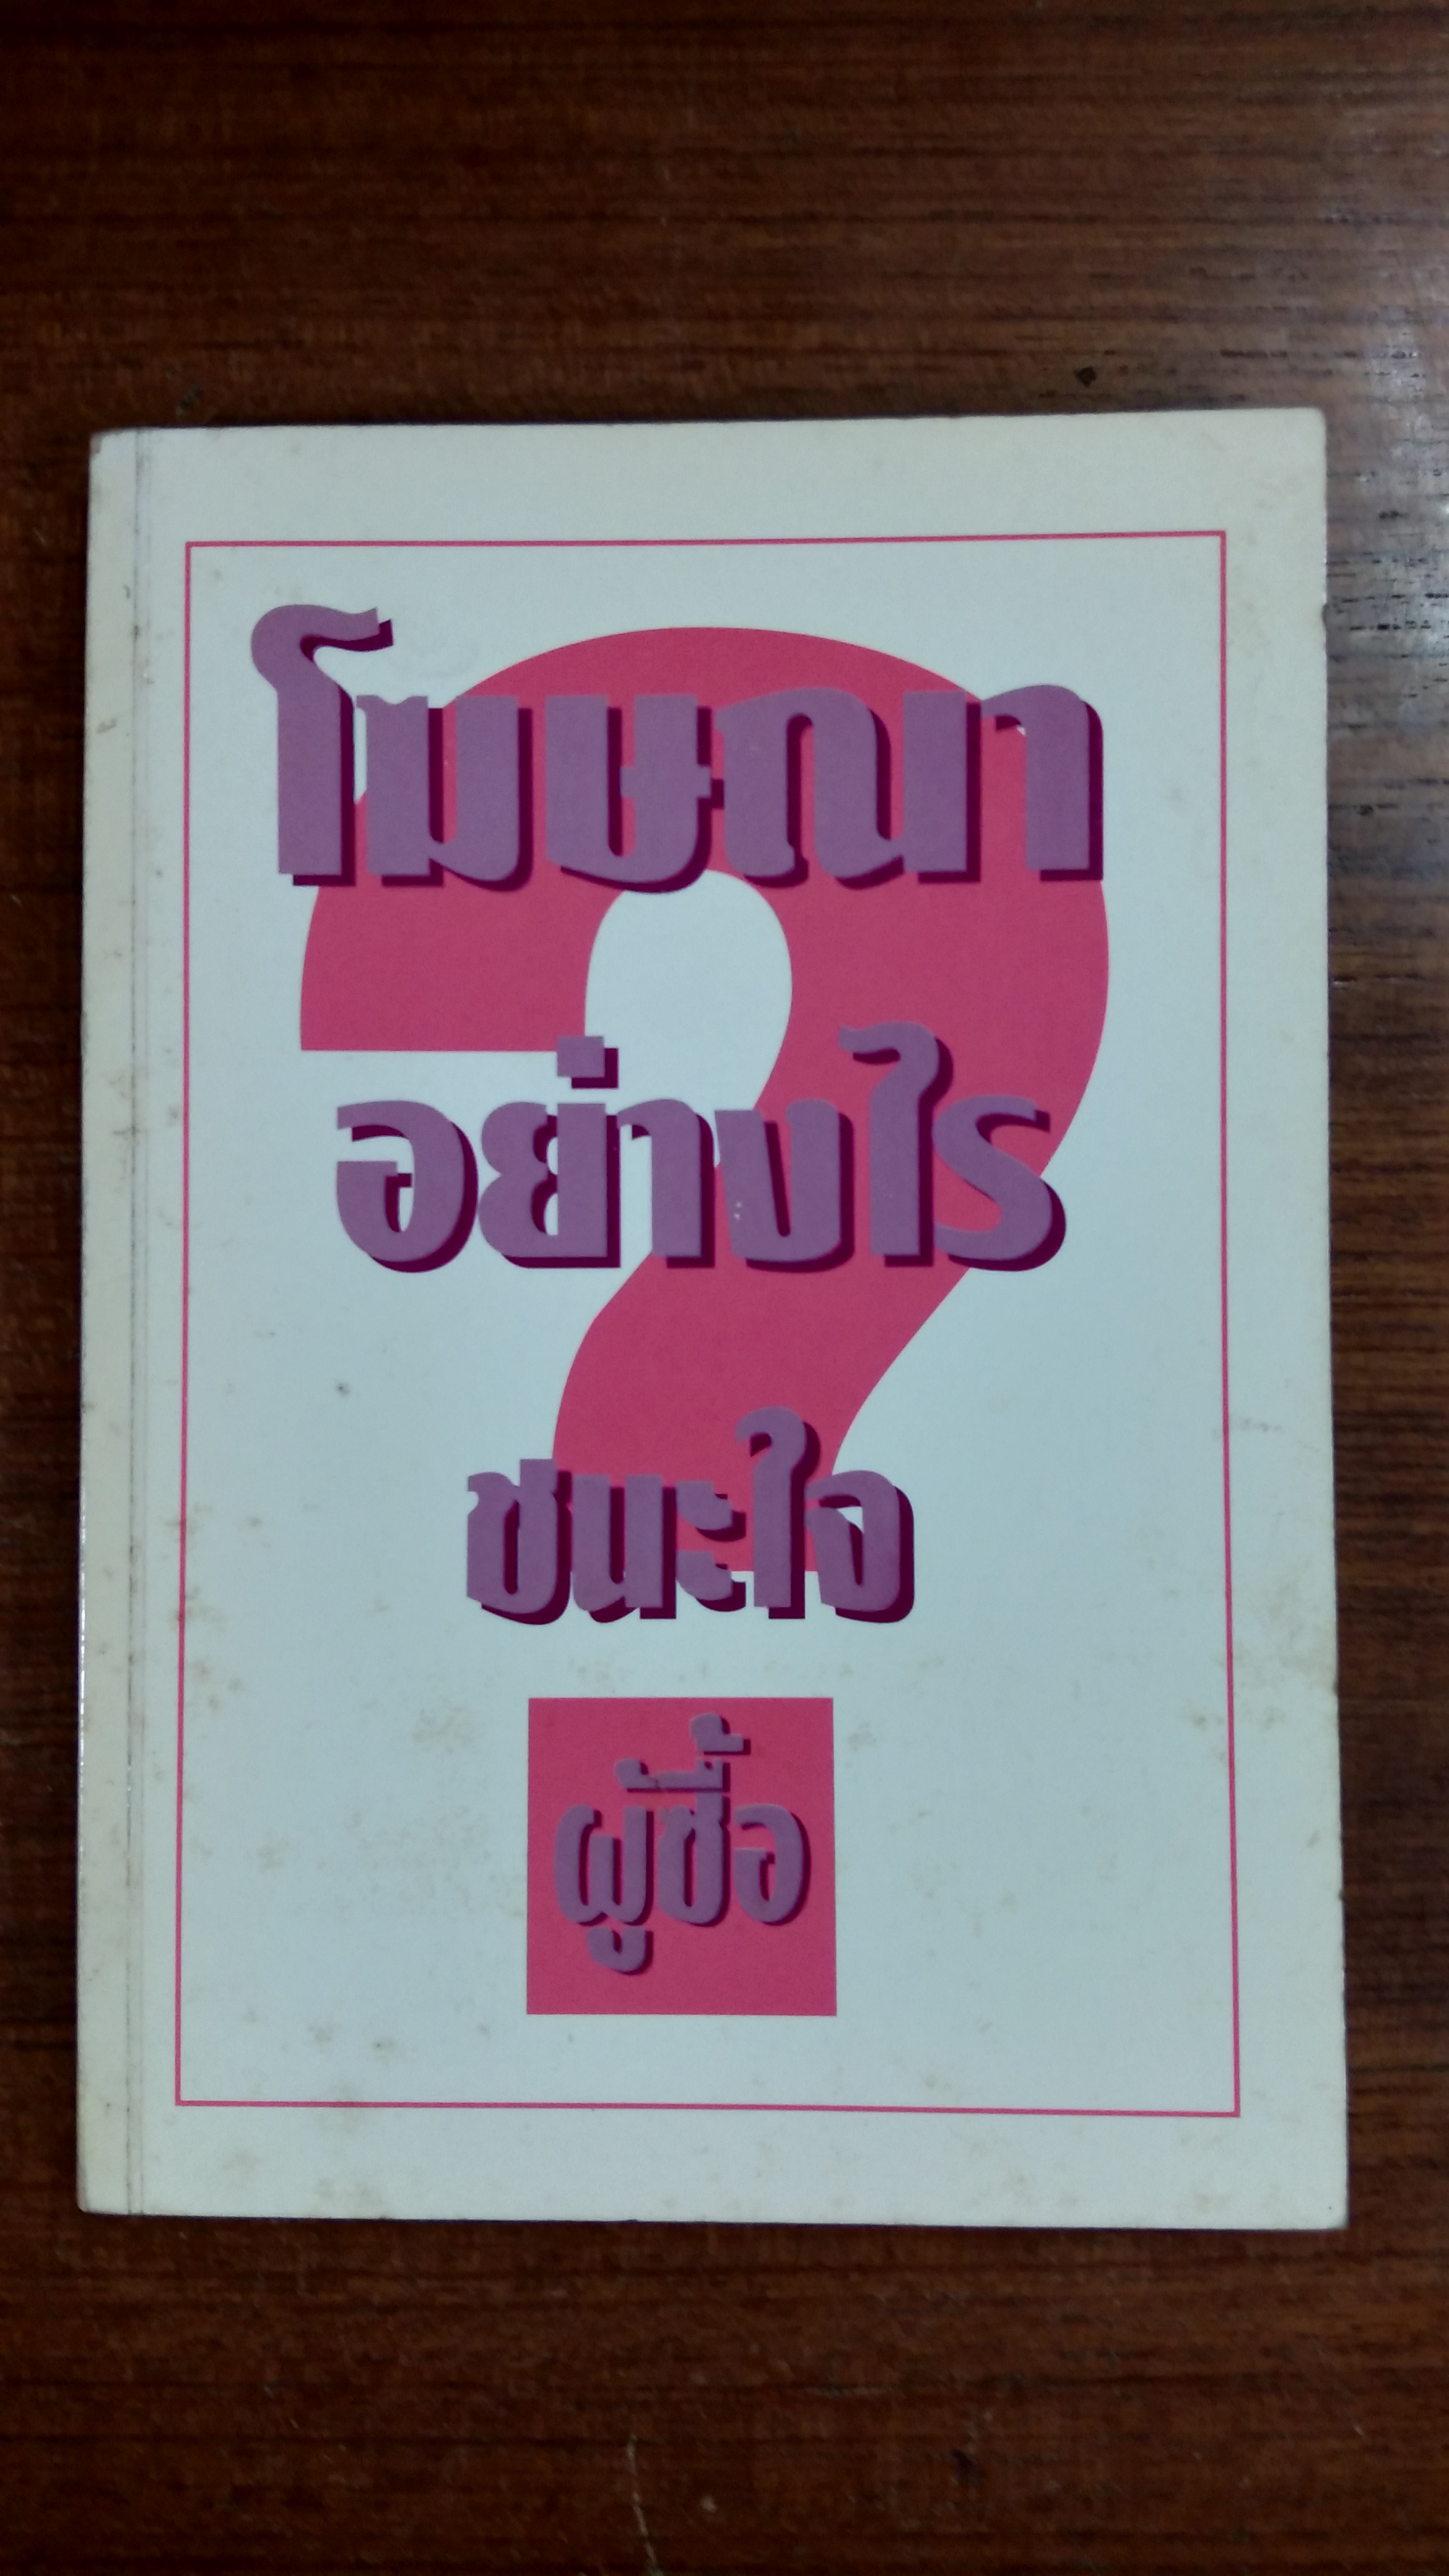 โฆษณา
อย่างไร
ชนะใจ
ผู้ซื้อ
?